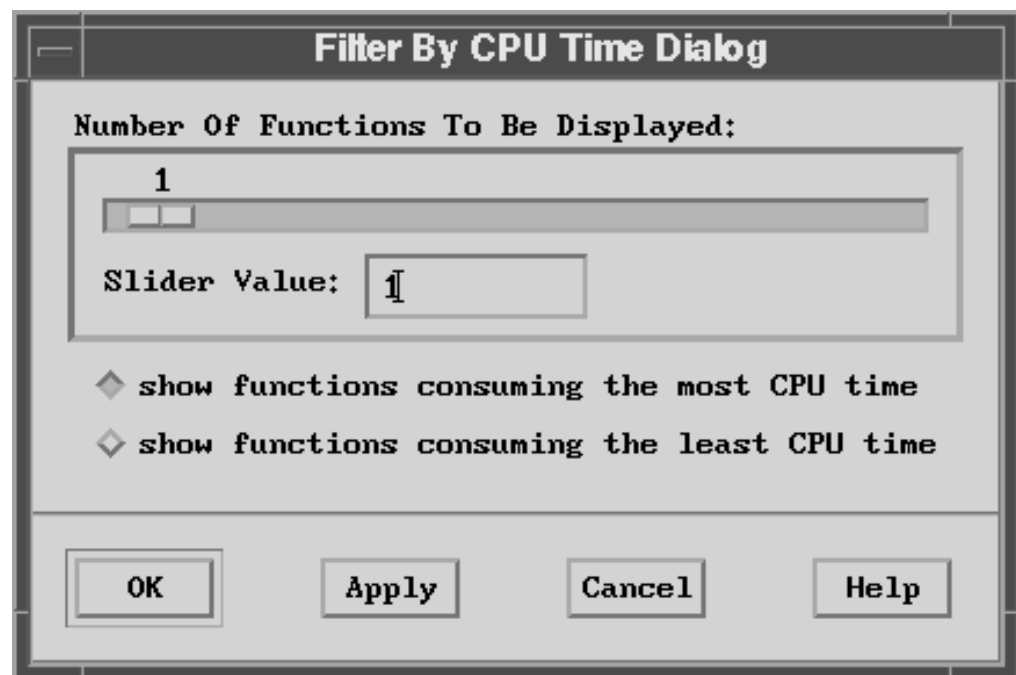 Filter By CPU Time Dialog
Number Of Functions To Be Displayed:
1
Slider Value: 1
show functions consuming the most CPU time
show functions consuming the least CPU time
OK Apply Cancel Help